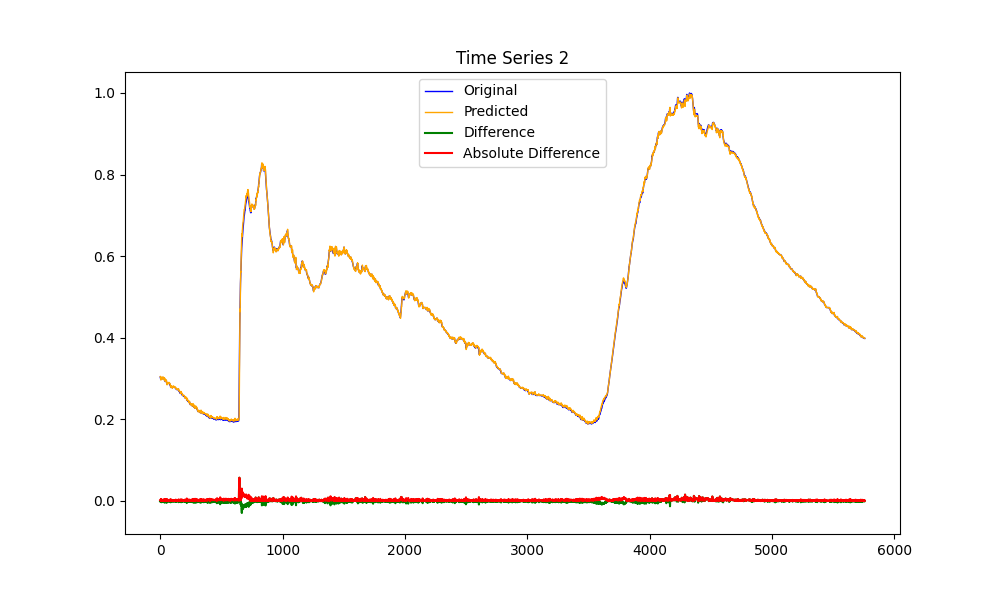 Time Series 2
Original
Predicted
Difference
Absolute Difference
1.0
0.8
0.6
0.4
0.2
0.0
0 1000 2000 3000 4000 5000 6000